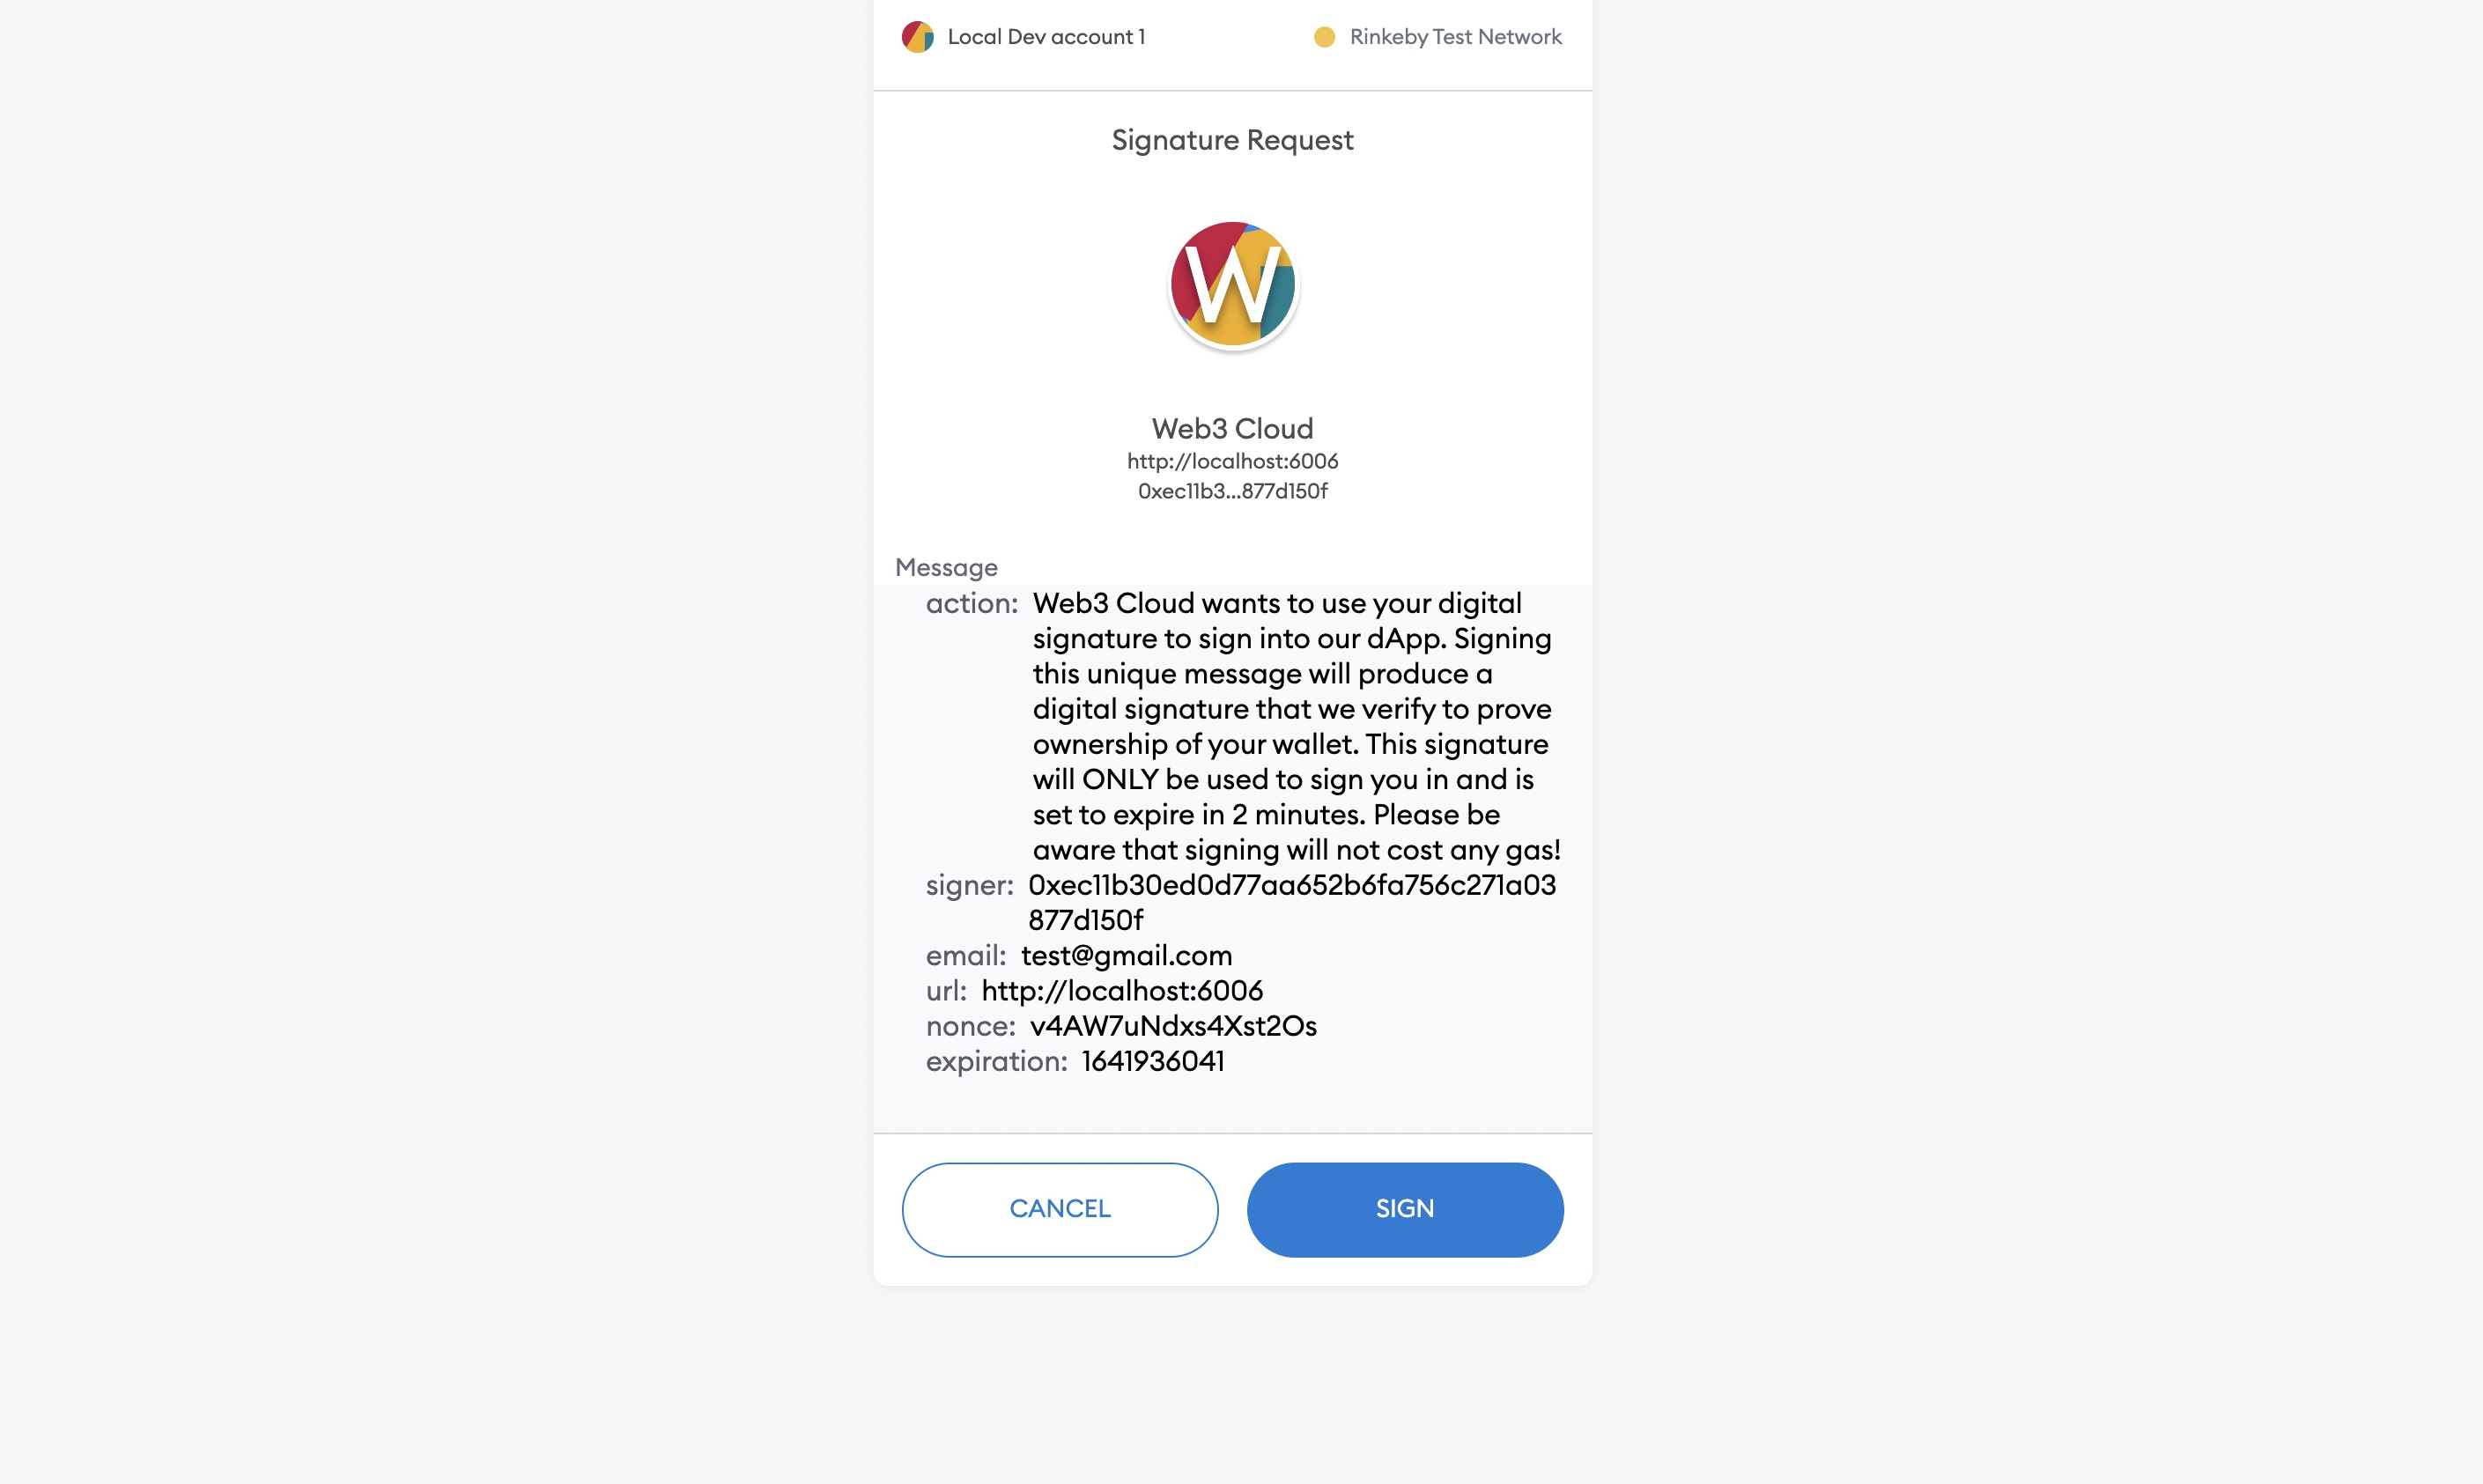 Local Dev account 1
Rinkeby Test Network
Signature Request
W
Web3 Cloud
http://localhost:6006
0xec11b3...877d150f
Message
action: Web3 Cloud wants to use your digital
signature to sign into our dApp. Signing
this unique message will produce a
digital signature that we verify to prove
ownership of your wallet. This signature
will ONLY be used to sign you in and is
set to expire in 2 minutes. Please be
aware that signing will not cost any gas!
signer: 0xec11b30ed0d77aa652b6fa756c271a03
877d150f
email: test@gmail.com
url: http://localhost:6006
nonce: v4AW7uNdxs4Xst2Os
expiration: 1641936041
CANCEL
SIGN